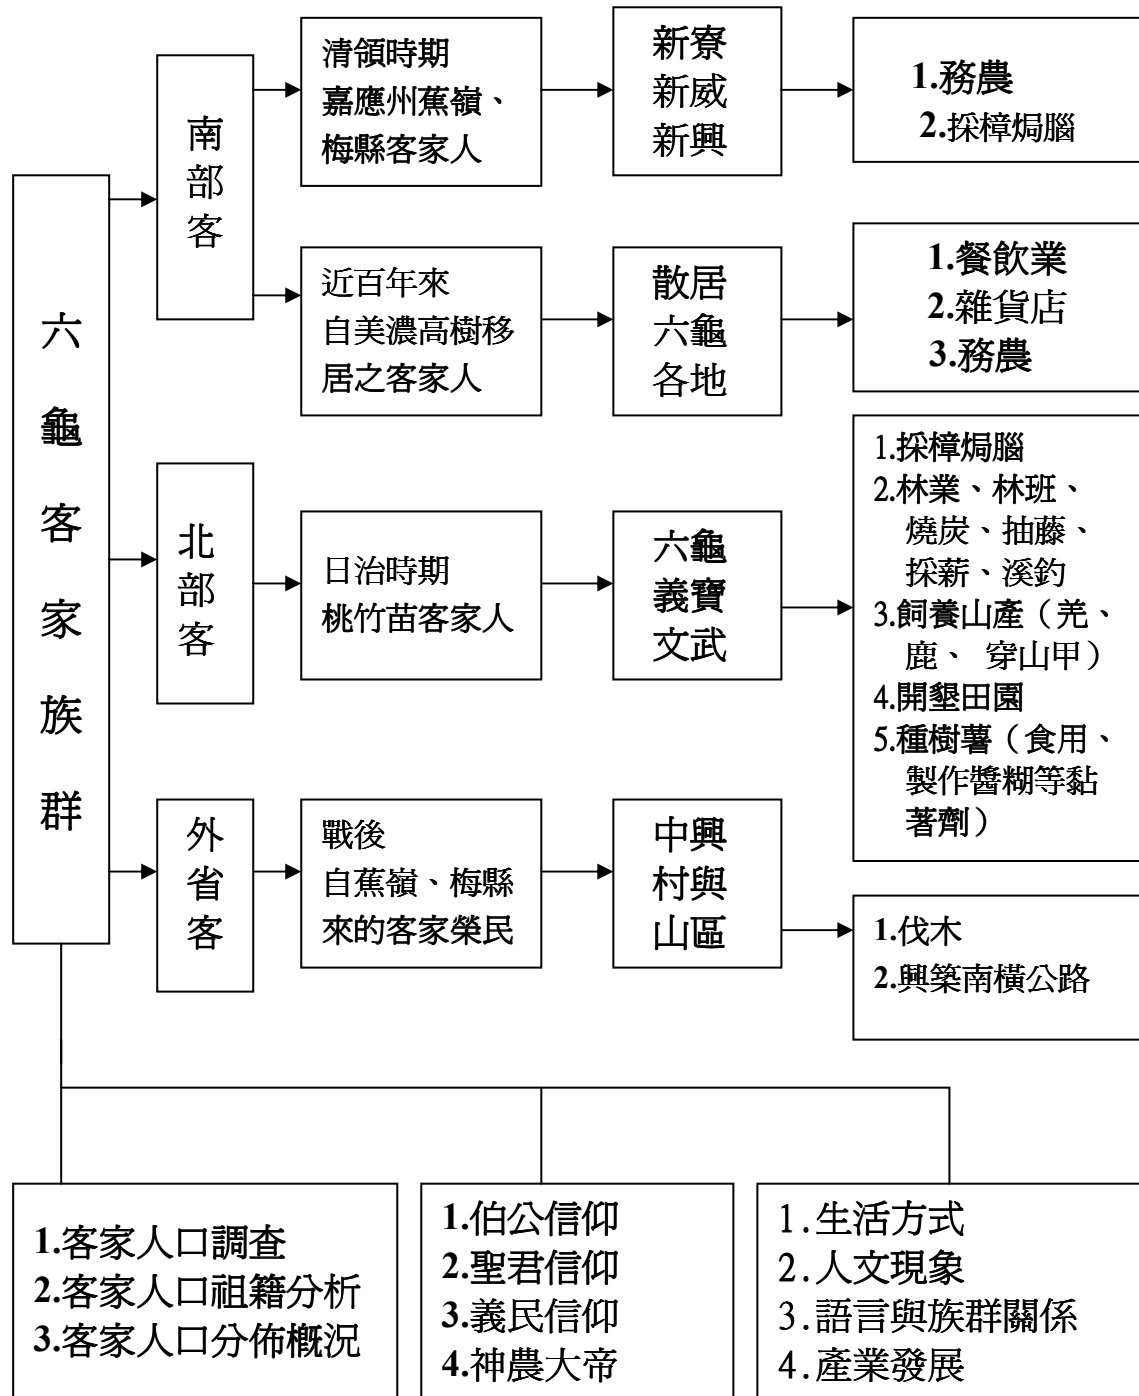 六龜客家族群
南部客
清領時期
嘉應州蕉嶺、
梅縣客家人
新寮
新威
新興
1.務農
2.採樟焗腦
近百年來
自美濃高樹移
居之客家人
散居
六龜
各地
1.餐飲業
2.雜貨店
3.務農
北部客
日治時期
桃竹苗客家人
六龜
義寶
文武
1.採樟焗腦
2.林業、林班、
燒炭、抽藤、
採薪、溪釣
3.飼養山產（羌、
鹿、 穿山甲）
4.開墾田園
5.種樹薯（食用、
製作醬糊等黏
著劑）
外省客
戰後
自蕉嶺、梅縣
來的客家榮民
中興
村與
山區
1.伐木
2.興築南橫公路
1.客家人口調查
2.客家人口祖籍分析
3.客家人口分佈概況
1.伯公信仰
2.聖君信仰
3.義民信仰
4.神農大帝
1.生活方式
2.人文現象
3.語言與族群關係
4.產業發展